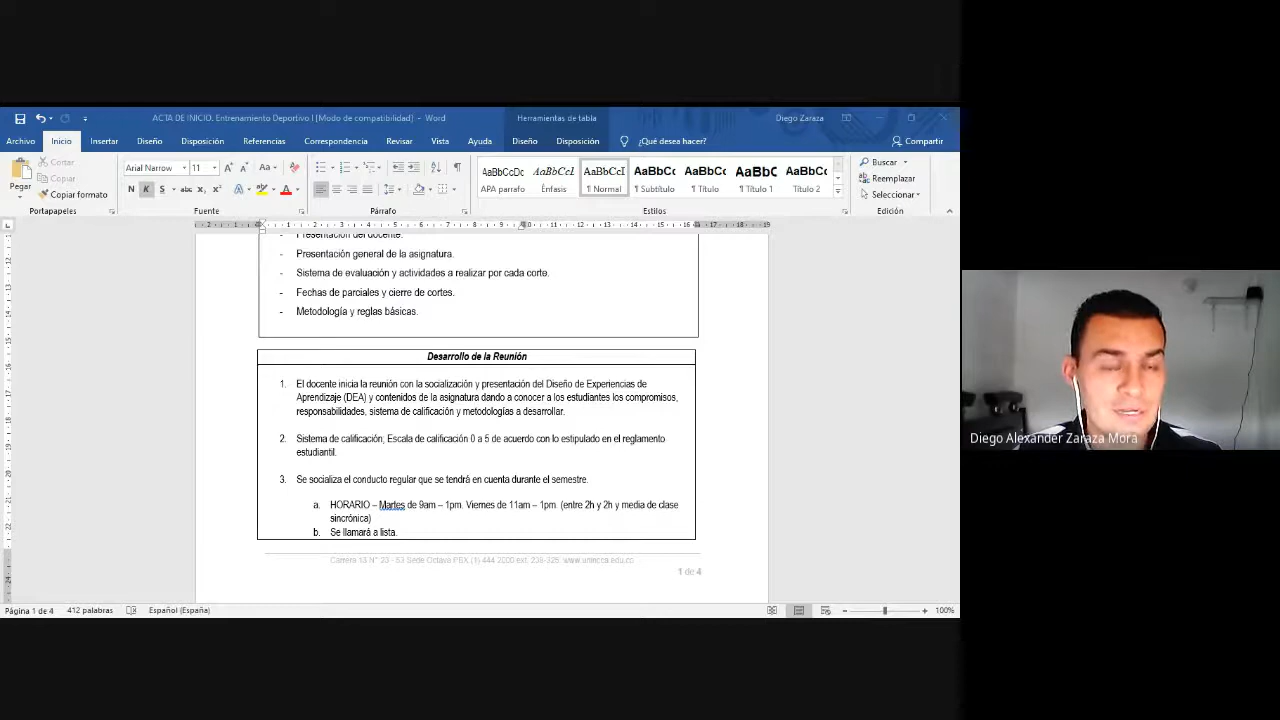 ACTA DE INICIO. Entrenamiento Deportivo I [Modo de compatibilidad] – Word
Herramientas de tabla
Diego Zaraza
Archivo Inicio Insertar Diseño Disposición Referencias Correspondencia Revisar Vista Ayuda Diseño Disposición ¿Qué desea hacer? Compartir
Pegar
Cortar
Copiar
Copiar formato
Arial Narrow 11
AaBbCcDc AaBbCcI AaBbCcI AaBbCc AaBbCc AaBbC AaBbCc
APA parrafo Énfasis ¶ Normal ¶ Subtítulo ¶ Título ¶ Título 1 Título 2
Buscar
Reemplazar
Seleccionar
Portapapeles Fuente Párrafo Estilos Edición
- Presentación del docente.
- Presentación general de la asignatura.
- Sistema de evaluación y actividades a realizar por cada corte.
- Fechas de parciales y cierre de cortes.
- Metodología y reglas básicas.
Desarrollo de la Reunión
1. El docente inicia la reunión con la socialización y presentación del Diseño de Experiencias de
Aprendizaje (DEA) y contenidos de la asignatura dando a conocer a los estudiantes los compromisos,
responsabilidades, sistema de calificación y metodologías a desarrollar.
2. Sistema de calificación, Escala de calificación 0 a 5 de acuerdo con lo estipulado en el reglamento
estudiantil.
3. Se socializa el conducto regular que se tendrá en cuenta durante el semestre.
a. HORARIO – Martes de 9am – 1pm. Viernes de 11am – 1pm. (entre 2h y 2h y media de clase
sincrónica)
b. Se llamará a lista.
1 de 4
Página 1 de 4 412 palabras Español (España) 100%
Diego Alexander Zaraza Mora